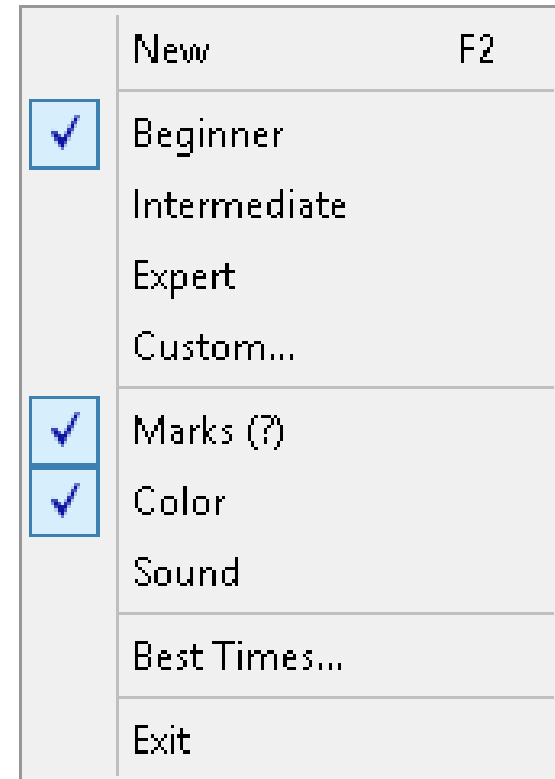 New F2
Beginner
Intermediate
Expert
Custom...
Marks (?)
Color
Sound
Best Times...
Exit